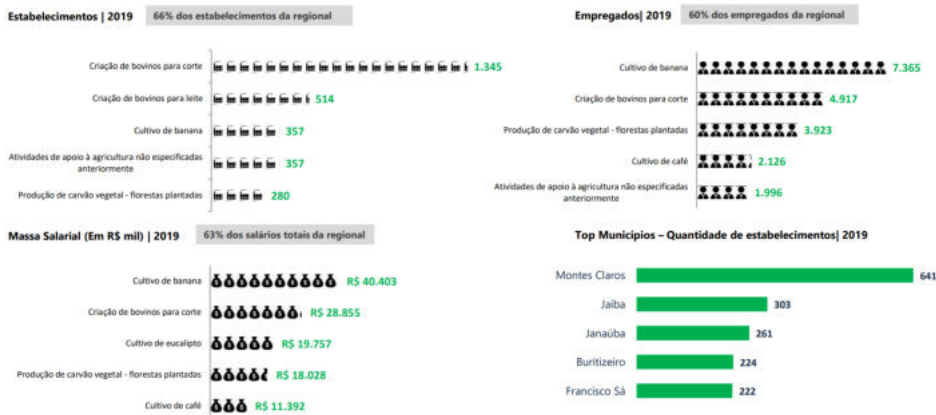 Estabelecimentos | 2019
66% dos estabelecimentos da regional
Criação de bovinos para corte
1.345
Criação de bovinos para leite
514
Cultivo de banana
357
Atividades de apoio à agricultura não especificadas
anteriormente
357
Produção de carvão vegetal - florestas plantadas
280
Empregados| 2019
60% dos empregados da regional
Cultivo de banana
7.365
Criação de bovinos para corte
4.917
Produção de carvão vegetal - florestas plantadas
3.923
Cultivo de café
2.126
Atividades de apoio à agricultura não especificadas
anteriormente
1.996
Massa Salarial (Em R$ mil) | 2019
63% dos salários totais da regional
Cultivo de banana
R$ 40.403
Criação de bovinos para corte
R$ 28.855
Cultivo de eucalipto
R$ 19.757
Produção de carvão vegetal - florestas plantadas
R$ 18.028
Cultivo de café
R$ 11.392
Top Municipios – Quantidade de estabelecimentos| 2019
Montes Claros
641
Jaíba
303
Janaúba
261
Buritizeiro
224
Francisco Sá
222